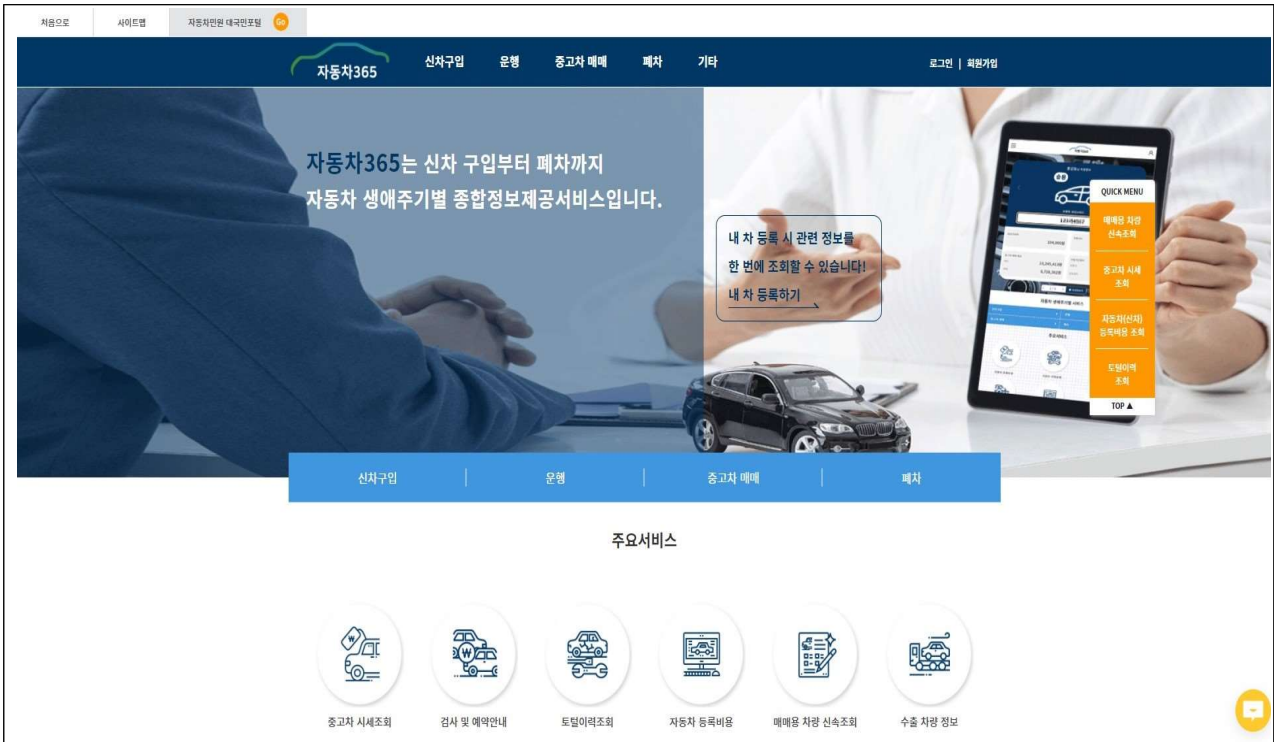 처음으로
사이트맵
자동차민원 대국민포털 Go
자동차365
신차구입 운행 중고차 매매 폐차 기타
로그인 | 회원가입
자동차365는 신차 구입부터 폐차까지
자동차 생애주기별 종합정보제공서비스입니다.
내 차 등록 시 관련 정보를
한 번에 조회할 수 있습니다!
내 차 등록하기
QUICK MENU
매매용 차량
신속조회
중고차 시세
조회
자동차(신차)
등록비용 조회
토털이력
조회
TOP ▲
신차구입 운행 중고차 매매 폐차
주요서비스
중고차 시세조회
검사 및 예약안내
토털이력조회
자동차 등록비용
매매용 차량 신속조회
수출 차량 정보